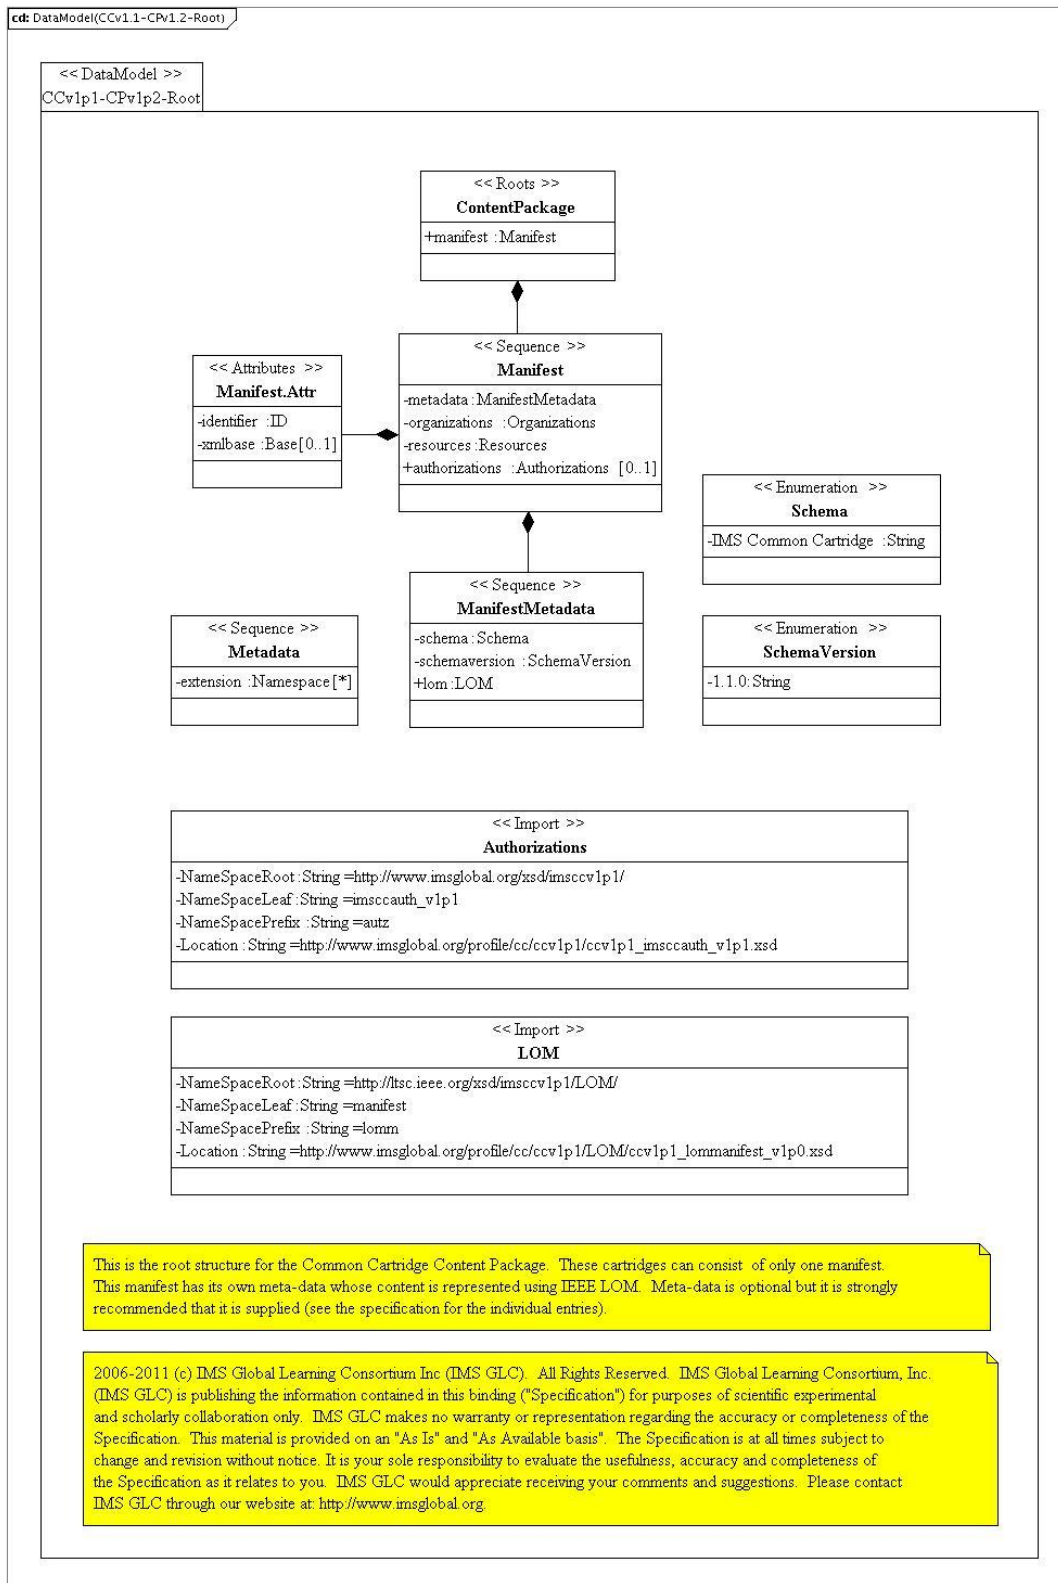 cd: DataModel(CCv1.1-CPv1.2-Root)
<< DataModel >>
CCv1p1-CPv1p2-Root
<< Roots >>
ContentPackage
+manifest :Manifest
<< Sequence >>
Manifest
-metadata:ManifestMetadata
-organizations :Organizations
-resources:Resources
+authorizations :Authorizations [0..1]
<< Attributes >>
Manifest.Attr
-identifier :ID
-xmlbase :Base[0..1]
<< Enumeration >>
Schema
-IMS Common Cartridge :String
<< Sequence >>
ManifestMetadata
-schema:Schema
-schemaversion :SchemaVersion
+lom:LOM
<< Sequence >>
Metadata
-extension :Namespace[*]
<< Enumeration >>
SchemaVersion
-1.1.0:String
<< Import >>
Authorizations
-NameSpaceRoot:String=http://www.imsglobal.org/xsd/imsccv1p1/
-NameSpaceLeaf:String=imsccauth_v1p1
-NameSpacePrefix :String=autz
-Location :String=http://www.imsglobal.org/profile/cc/ccv1p1/ccv1p1_imsccauth_v1p1.xsd
<< Import >>
LOM
-NameSpaceRoot:String=http://ltsc.ieee.org/xsd/imsccv1p1/LOM/
-NameSpaceLeaf:String=manifest
-NameSpacePrefix :String=lomm
-Location :String=http://www.imsglobal.org/profile/cc/ccv1p1/LOM/ccv1p1_lommanifest_v1p0.xsd
This is the root structure for the Common Cartridge Content Package. These cartridges can consist of only one manifest.
This manifest has its own meta-data whose content is represented using IEEE LOM. Meta-data is optional but it is strongly
recommended that it is supplied (see the specification for the individual entries).
2006-2011 (c) IMS Global Learning Consortium Inc (IMS GLC). All Rights Reserved. IMS Global Learning Consortium, Inc.
(IMS GLC) is publishing the information contained in this binding ("Specification") for purposes of scientific experimental
and scholarly collaboration only. IMS GLC makes no warranty or representation regarding the accuracy or completeness of the
Specification. This material is provided on an "As Is" and "As Available basis". The Specification is at all times subject to
change and revision without notice. It is your sole responsibility to evaluate the usefulness, accuracy and completeness of
the Specification as it relates to you. IMS GLC would appreciate receiving your comments and suggestions. Please contact
IMS GLC through our website at: http://www.imsglobal.org.